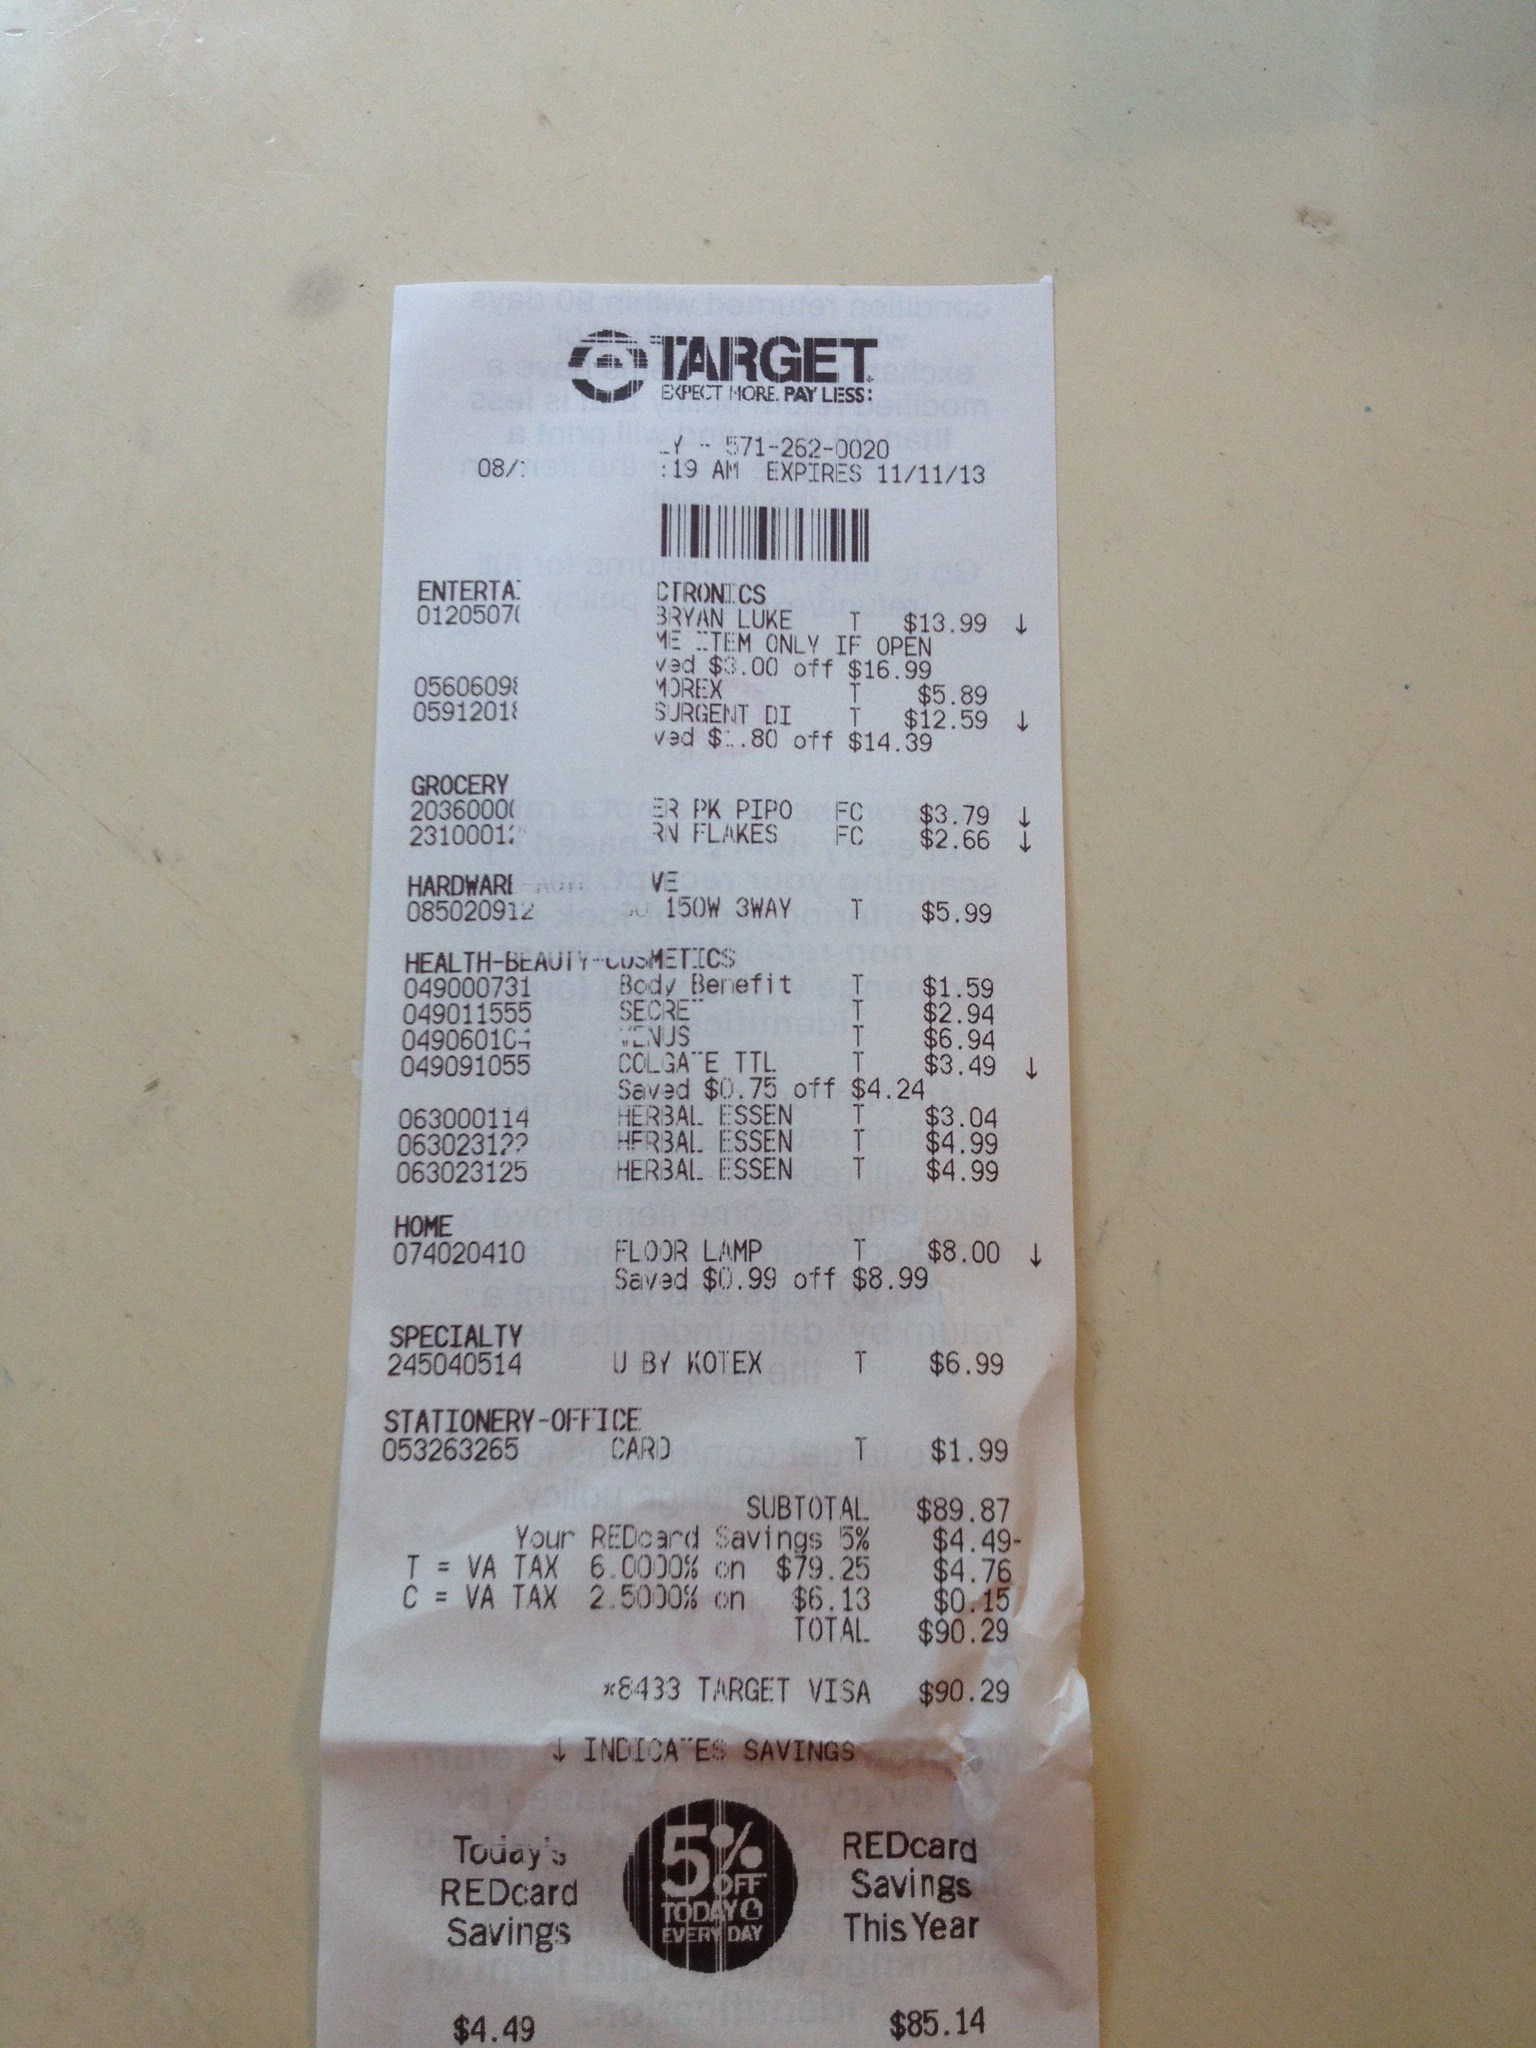 TARGET
EXPECT MORE. PAY LESS.
571-262-0020
:19 AM EXPIRES 11/11/13
BRYAN LUKE T $13.99 ↓
ITEM ONLY IF OPEN
$3.00 off $16.99
T $5.89
DI T $12.59 ↓
$1.80 off $14.39
GROCERY
PK PIPO FC $3.79 ↓
FLAKES FC $2.66 ↓
085020912 150W 3WAY T $5.99
HEALTH-BEAUTY-COSMETICS
049000731 Body Benefit T $1.59
049011555 SECRET T $2.94
049060104 VENUS T $6.94
049091055 COLGATE TTL T $3.49 ↓
Saved $0.75 off $4.24
063000114 HERBAL ESSEN T $3.04
063023122 HERBAL ESSEN T $4.99
063023125 HERBAL ESSEN T $4.99
HOME
074020410 FLOOR LAMP T $8.00 ↓
Saved $0.99 off $8.99
SPECIALTY
245040514 U BY KOTEX T $6.99
STATIONERY-OFFICE
053263265 CARD T $1.99
SUBTOTAL $89.87
Your REDcard Savings 5% $4.49-
T = VA TAX 6.0000% on $79.25 $4.76
C = VA TAX 2.5000% on $6.13 $0.15
TOTAL $90.29
*8433 TARGET VISA $90.29
↓ INDICATES SAVINGS
Today's REDcard Savings
5% OFF TODAY & EVERY DAY
REDcard Savings This Year
$4.49 $85.14